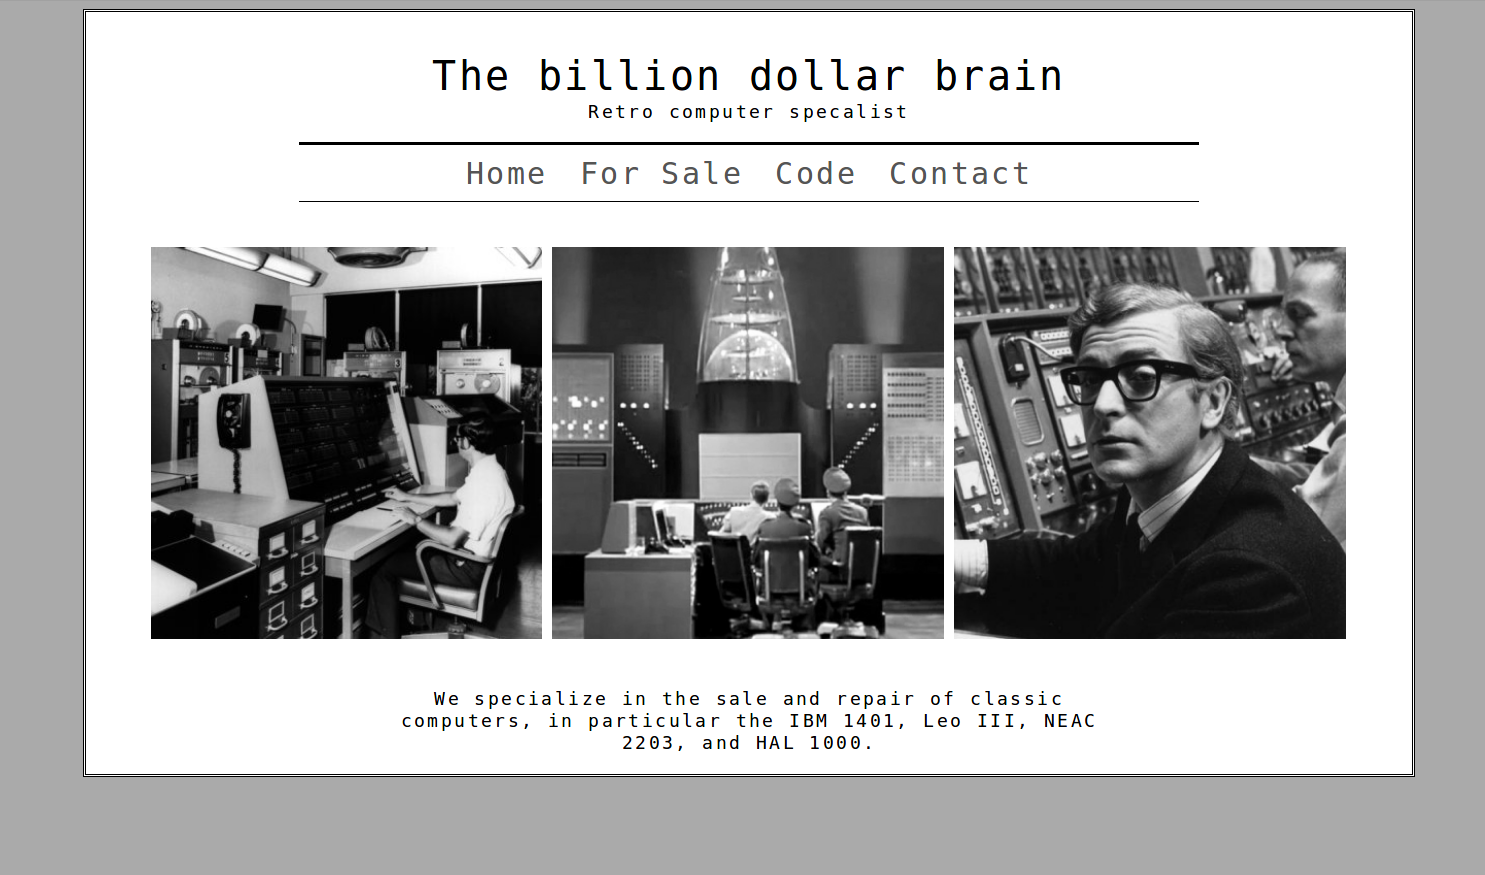 The billion dollar brain
Retro computer specalist
Home For Sale Code Contact
We specialize in the sale and repair of classic
computers, in particular the IBM 1401, Leo III, NEAC
2203, and HAL 1000.